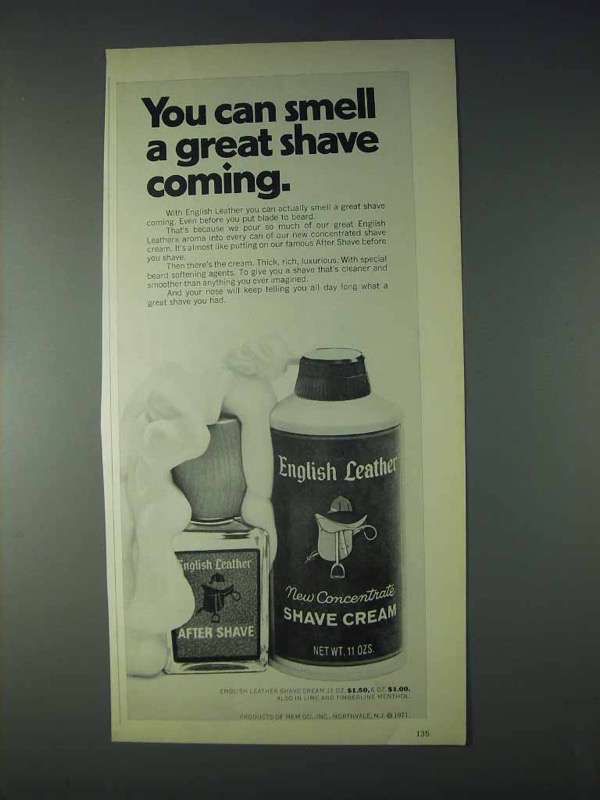 You can smell
a great shave
coming.
With English Leather you can actually smell a great shave
coming. Even before you put blade to beard.
That's because we pour so much of our great English
Leather® aroma into every can of our new concentrated shave
cream. It's almost like putting on our famous After Shave before
you shave.
Then there's the cream. Thick, rich, luxurious. With special
beard softening agents. To give you a shave that's cleaner and
smoother than anything you ever imagined.
And your nose will keep telling you all day long what a
great shave you had.
English Leather
New Concentrate
SHAVE CREAM
NET WT. 11 OZS.
English Leather
AFTER SHAVE
ENGLISH LEATHER SHAVE CREAM 11 OZ. $1.50, 6 OZ. $1.00.
ALSO IN LIME AND TIMBERLINE MENTHOL.
PRODUCTS OF MEM CO., INC., NORTHVALE, N.J. © 1971
135